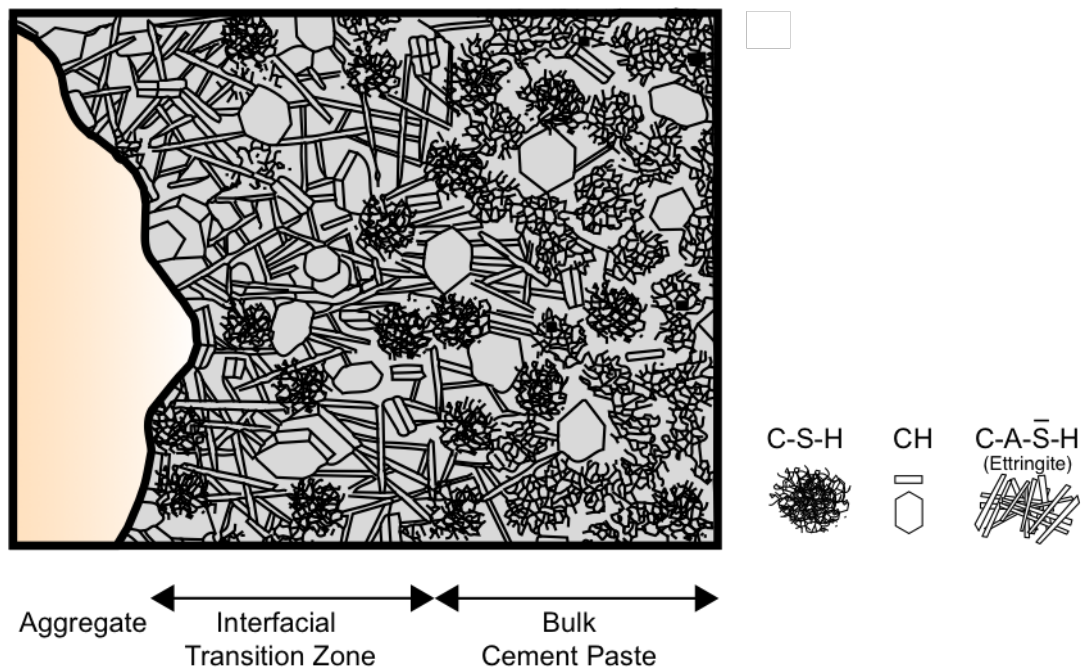 C-S-H
CH
C-A-S̅-H
(Ettringite)
Aggregate
Interfacial
Transition Zone
Bulk
Cement Paste